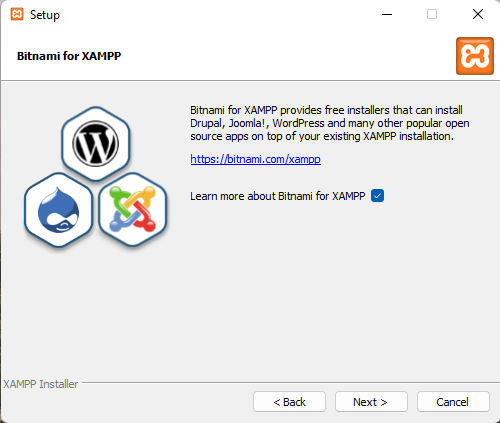 Setup
Bitnami for XAMPP
Bitnami for XAMPP provides free installers that can install
Drupal, Joomla!, WordPress and many other popular open
source apps on top of your existing XAMPP installation.
https://bitnami.com/xampp
Learn more about Bitnami for XAMPP
XAMPP Installer
< Back
Next >
Cancel